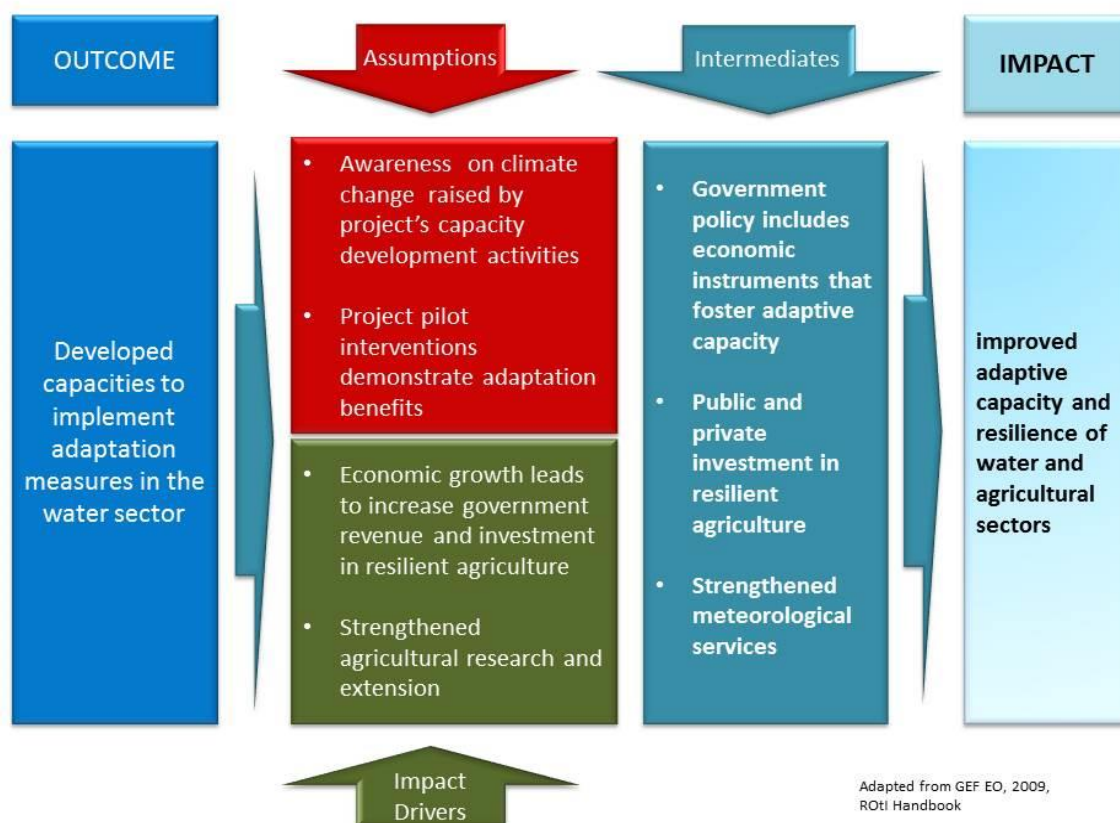 OUTCOME
Assumptions
Intermediates
IMPACT
Developed
capacities to
implement
adaptation
measures in the
water sector
• Awareness on climate
change raised by
project's capacity
development activities
• Project pilot
interventions
demonstrate adaptation
benefits
• Economic growth leads
to increase government
revenue and investment
in resilient agriculture
• Strengthened
agricultural research and
extension
• Government
policy includes
economic
instruments that
foster adaptive
capacity
• Public and
private
investment in
resilient
agriculture
• Strengthened
meteorological
services
improved
adaptive
capacity and
resilience of
water and
agricultural
sectors
Impact
Drivers
Adapted from GEF EO, 2009,
ROtI Handbook